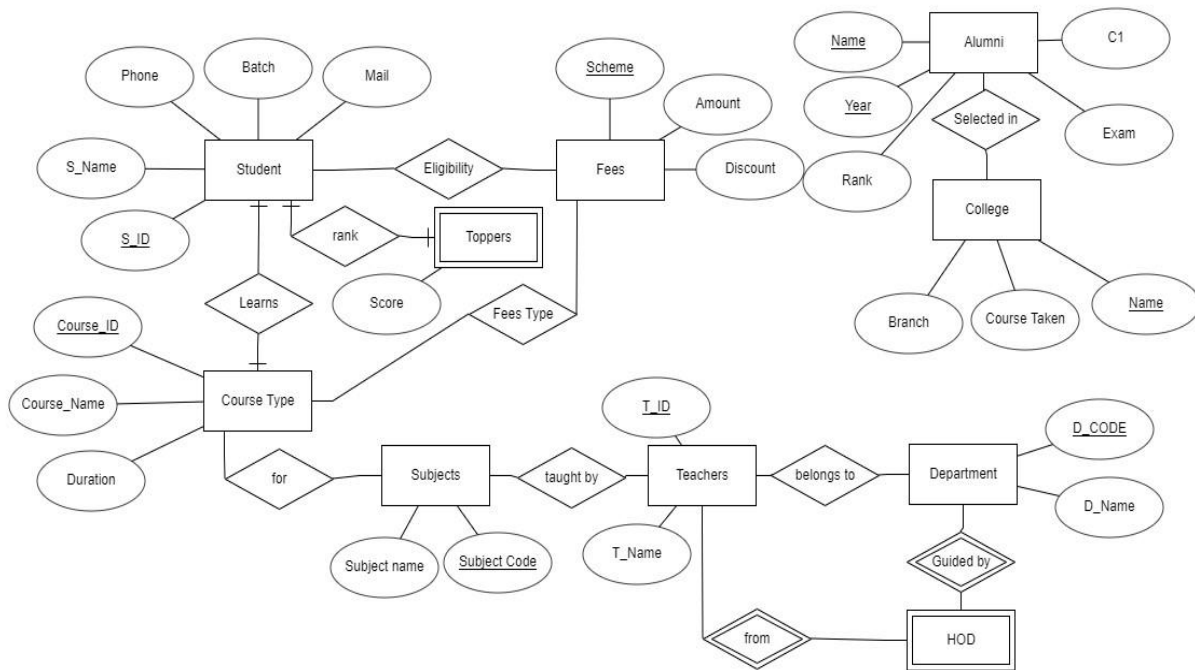 Name
Alumni
C1
Phone
Batch
Mail
Scheme
Amount
Year
Selected in
Exam
S_Name
Student
Eligibility
Fees
Discount
Rank
College
S_ID
rank
Toppers
Learns
Score
Fees Type
Branch
Course Taken
Name
Course_ID
Course_Name
Course Type
T_ID
D_CODE
Duration
for
Subjects
taught by
Teachers
belongs to
Department
D_Name
Subject name
Subject Code
T_Name
Guided by
from
HOD